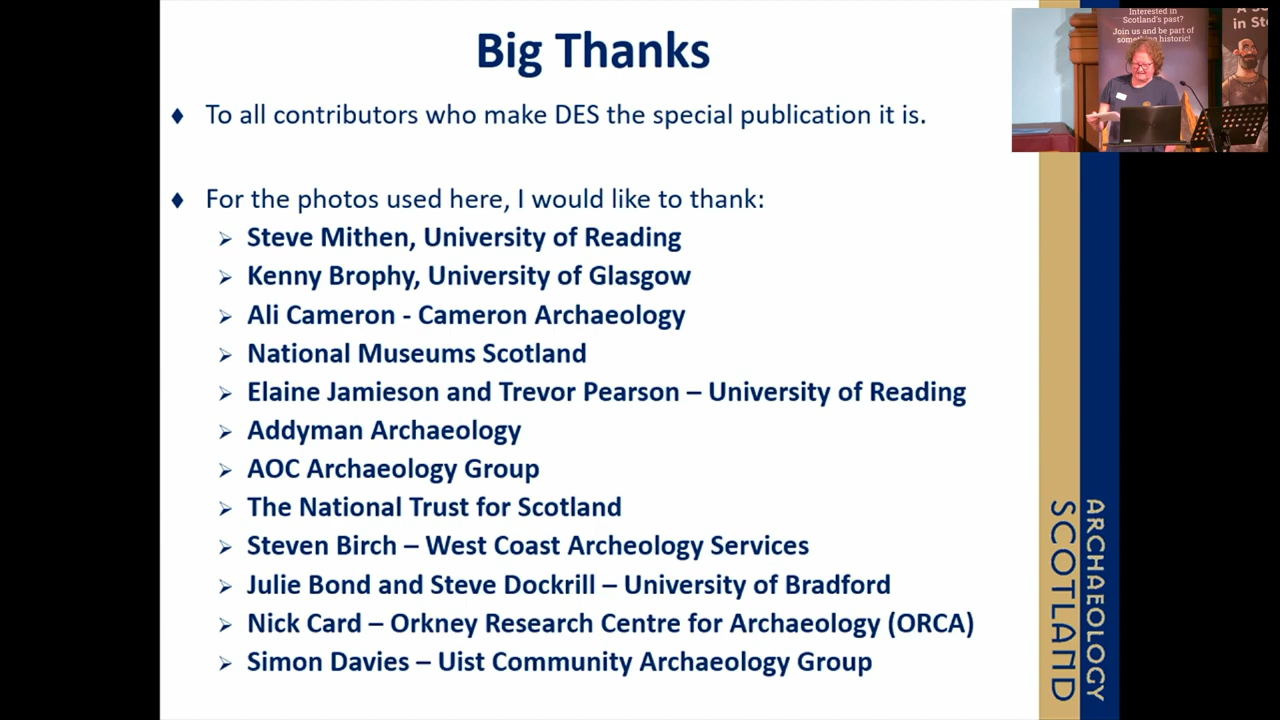 Big Thanks
To all contributors who make DES the special publication it is.
For the photos used here, I would like to thank:
Steve Mithen, University of Reading
Kenny Brophy, University of Glasgow
Ali Cameron - Cameron Archaeology
National Museums Scotland
Elaine Jamieson and Trevor Pearson – University of Reading
Addyman Archaeology
AOC Archaeology Group
The National Trust for Scotland
Steven Birch – West Coast Archeology Services
Julie Bond and Steve Dockrill – University of Bradford
Nick Card – Orkney Research Centre for Archaeology (ORCA)
Simon Davies – Uist Community Archaeology Group
ARCHAEOLOGY
SCOTLAND
Interested in
Scotland's past?
Join us and be part of
something historic!
in